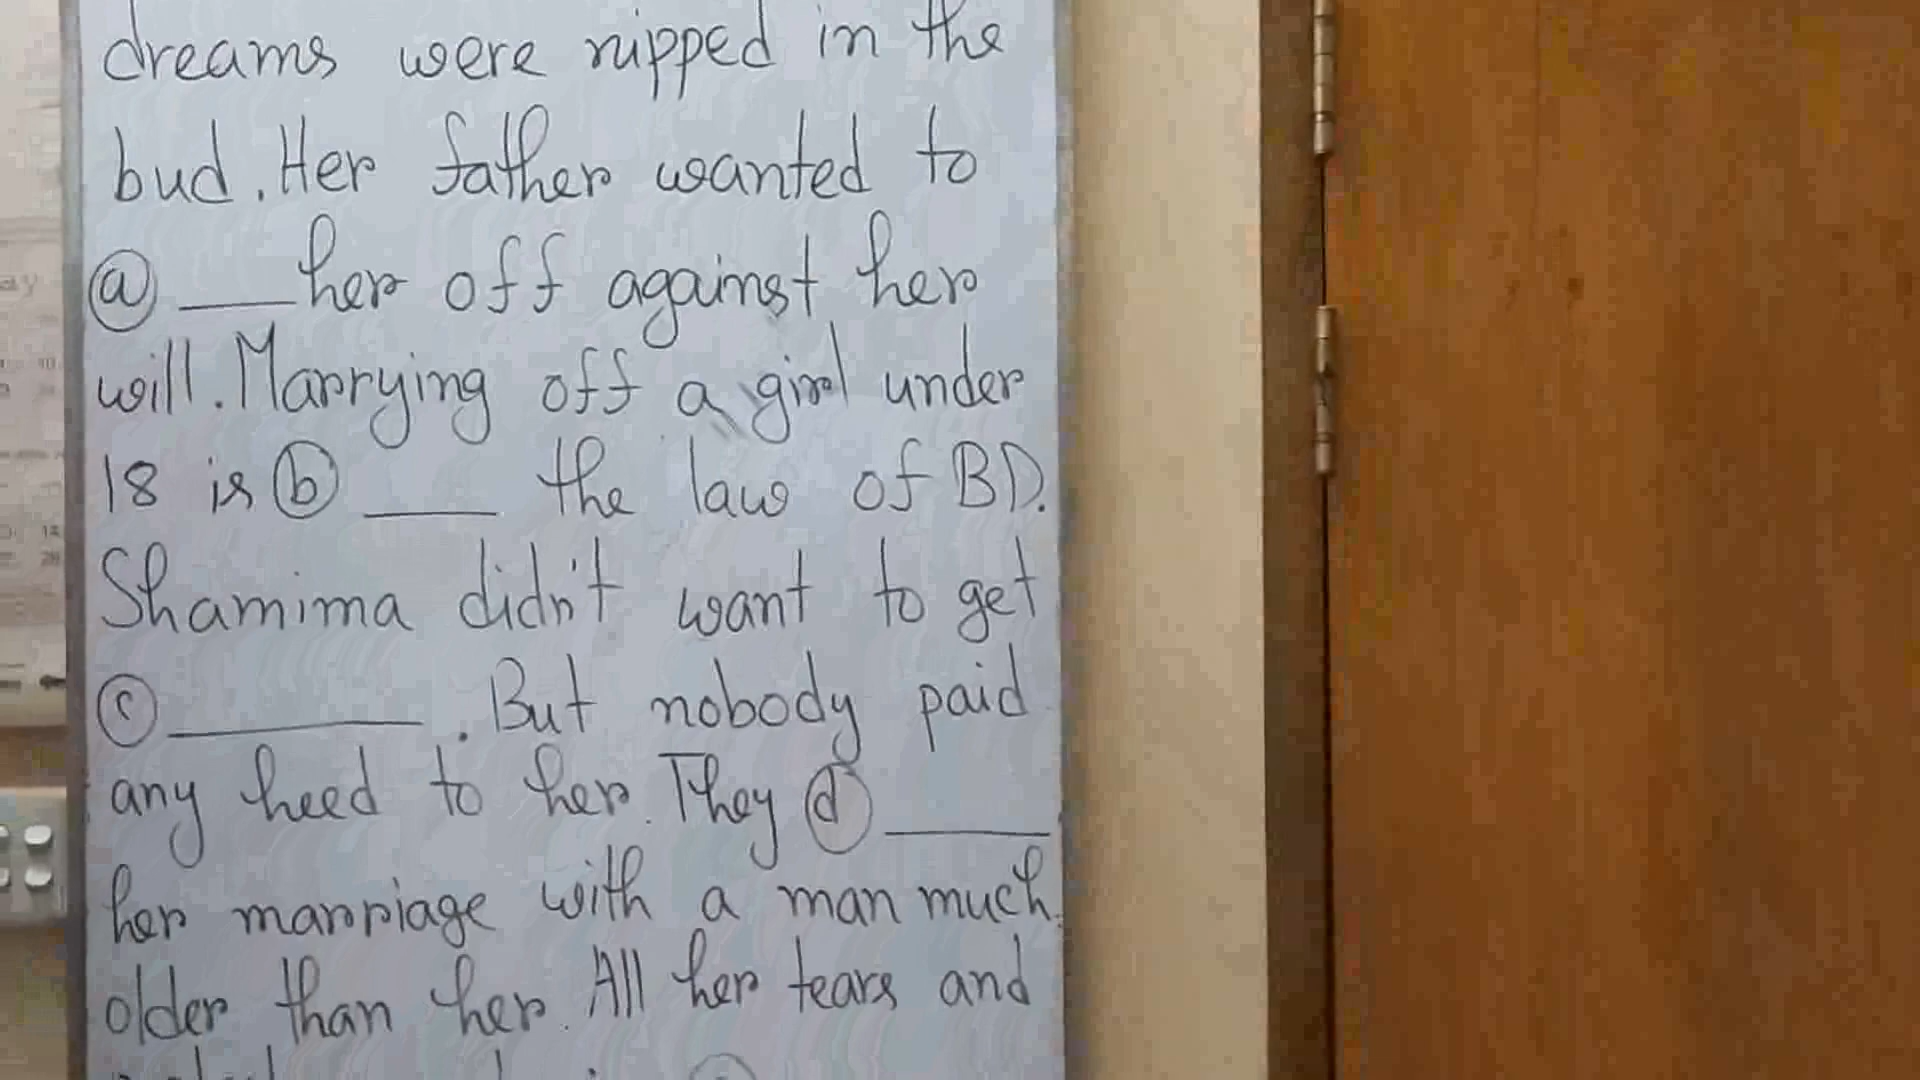 dreams were nipped in the
bud. Her father wanted to
ⓐ ___ her off against her
will. Marrying off a girl under
18 is ⓑ ___ the law of BD.
Shamima didn't want to get
ⓒ ___. But nobody paid
any heed to her. They ⓓ ___
her marriage with a man much
older than her. All her tears and